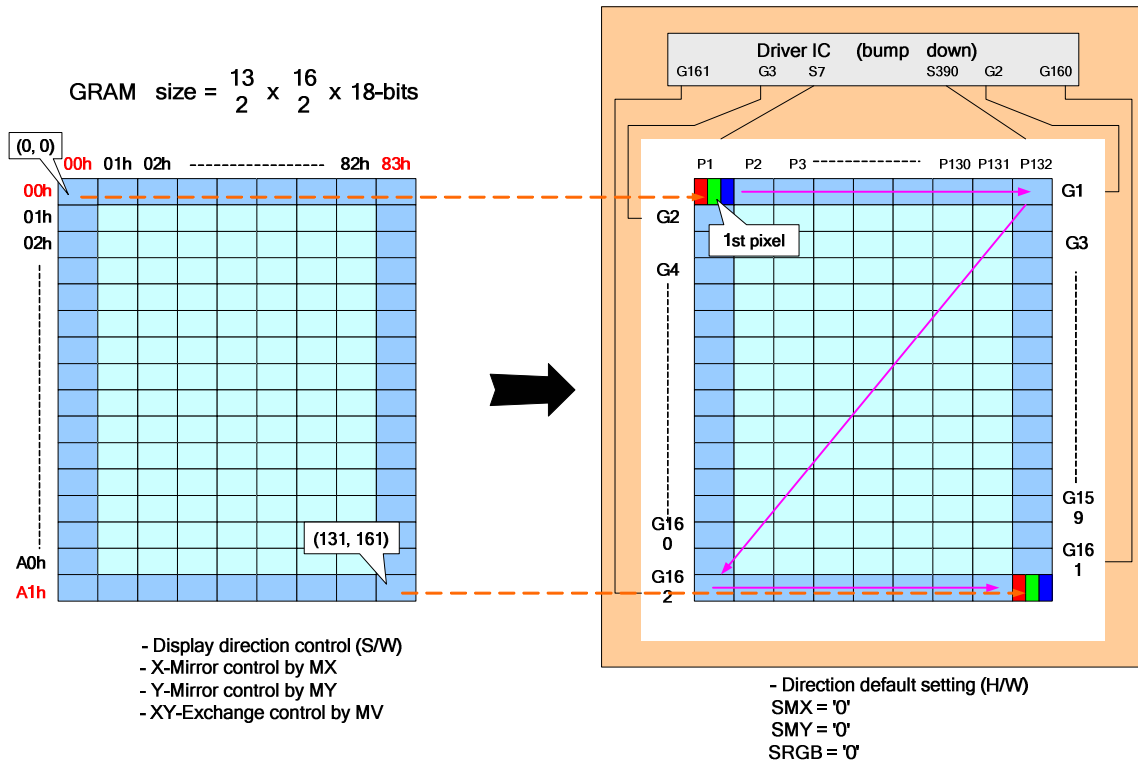 GRAM size = 13/2 x 16/2 x 18-bits
(0, 0)
00h 01h 02h 82h 83h
00h
01h
02h
A0h
A1h
(131, 161)
- Display direction control (S/W)
- X-Mirror control by MX
- Y-Mirror control by MY
- XY-Exchange control by MV
Driver IC (bump down)
G161 G3 S7 S390 G2 G160
P1 P2 P3 P130 P131 P132
G1
G2
1st pixel
G3
G4
G15
9
G16
0
G16
1
G16
2
- Direction default setting (H/W)
SMX = '0'
SMY = '0'
SRGB = '0'